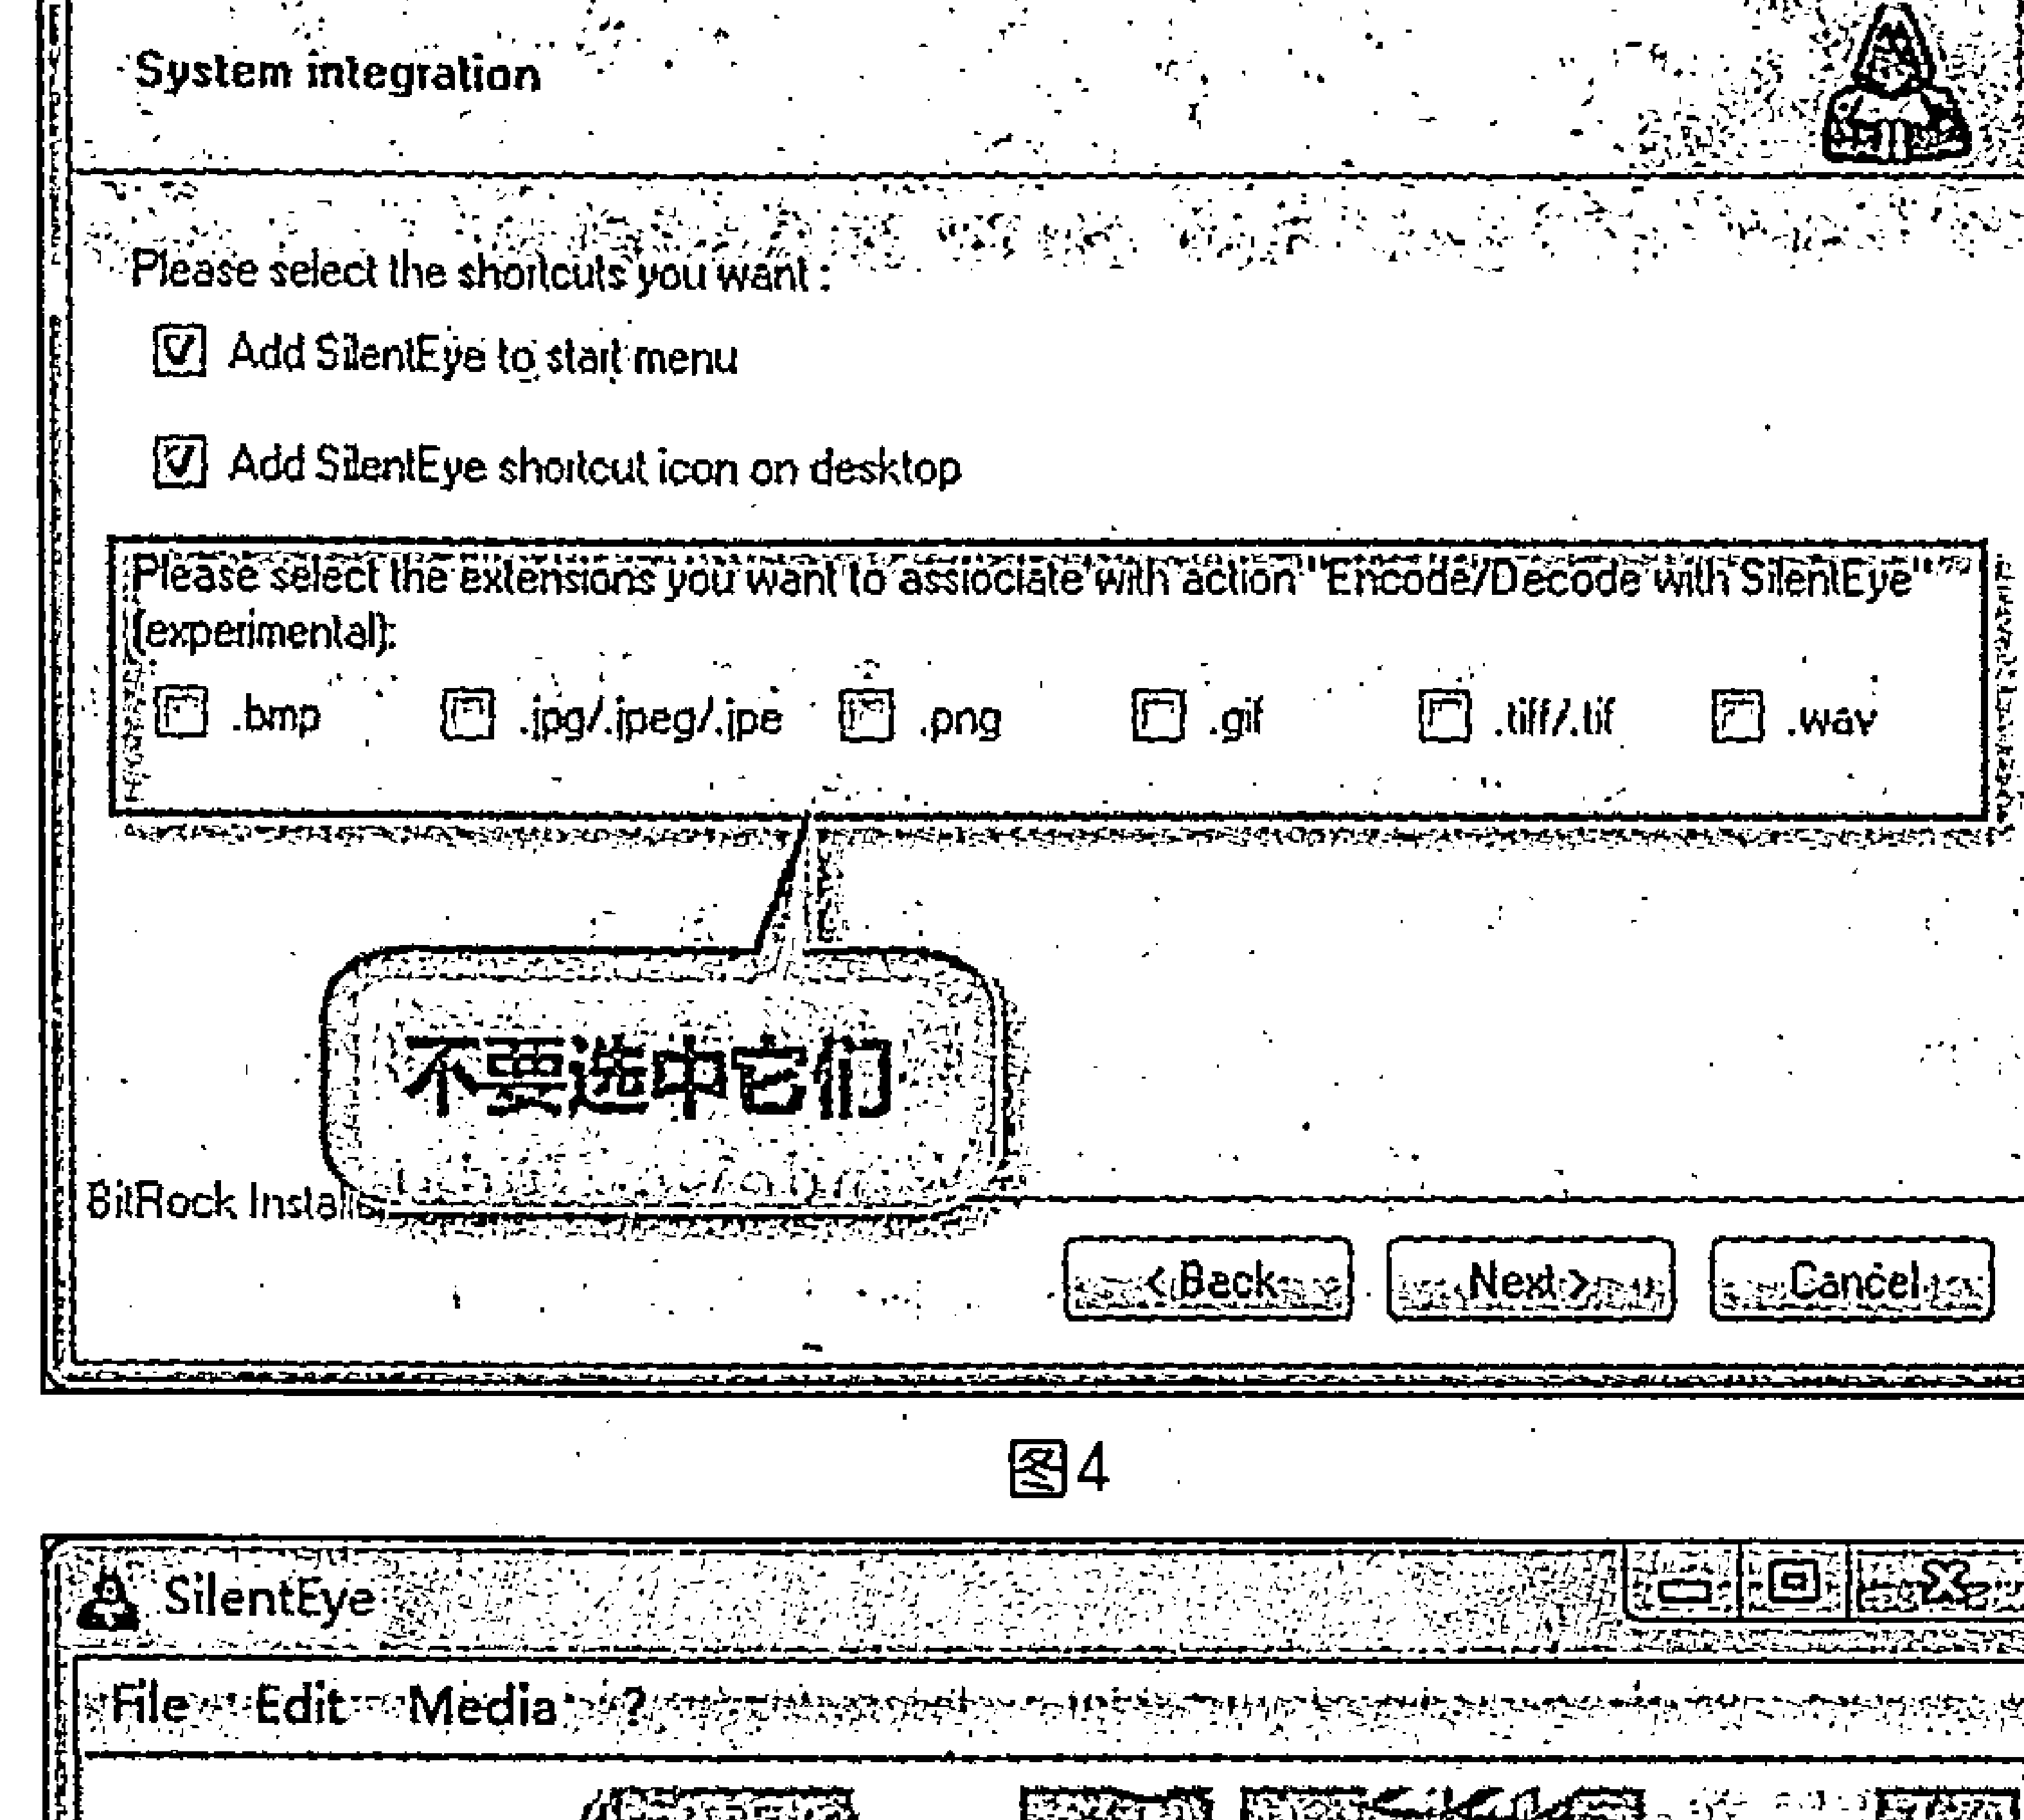 System integration
Please select the shortcuts you want :
Add SilentEye to start menu
Add SilentEye shortcut icon on desktop
Please select the extensions you want to assiociate with action "Encode/Decode with SilentEye"
(experimental):
.bmp .jpg/.jpeg/.jpe .png .gif .tiff/.tif .wav
不要选中它们
BitRock
< Back Next > Cancel
图4
SilentEye
File Edit Media ?